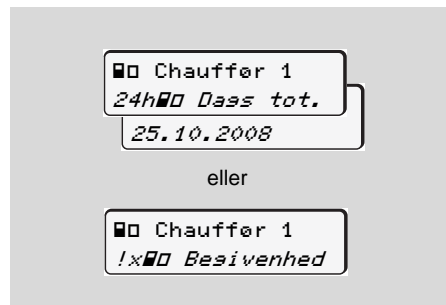 ▮▯ Chauffør 1
24h▮▯ Dags tot.
25.10.2008
eller
▮▯ Chauffør 1
!x▮▯ Begivenhed